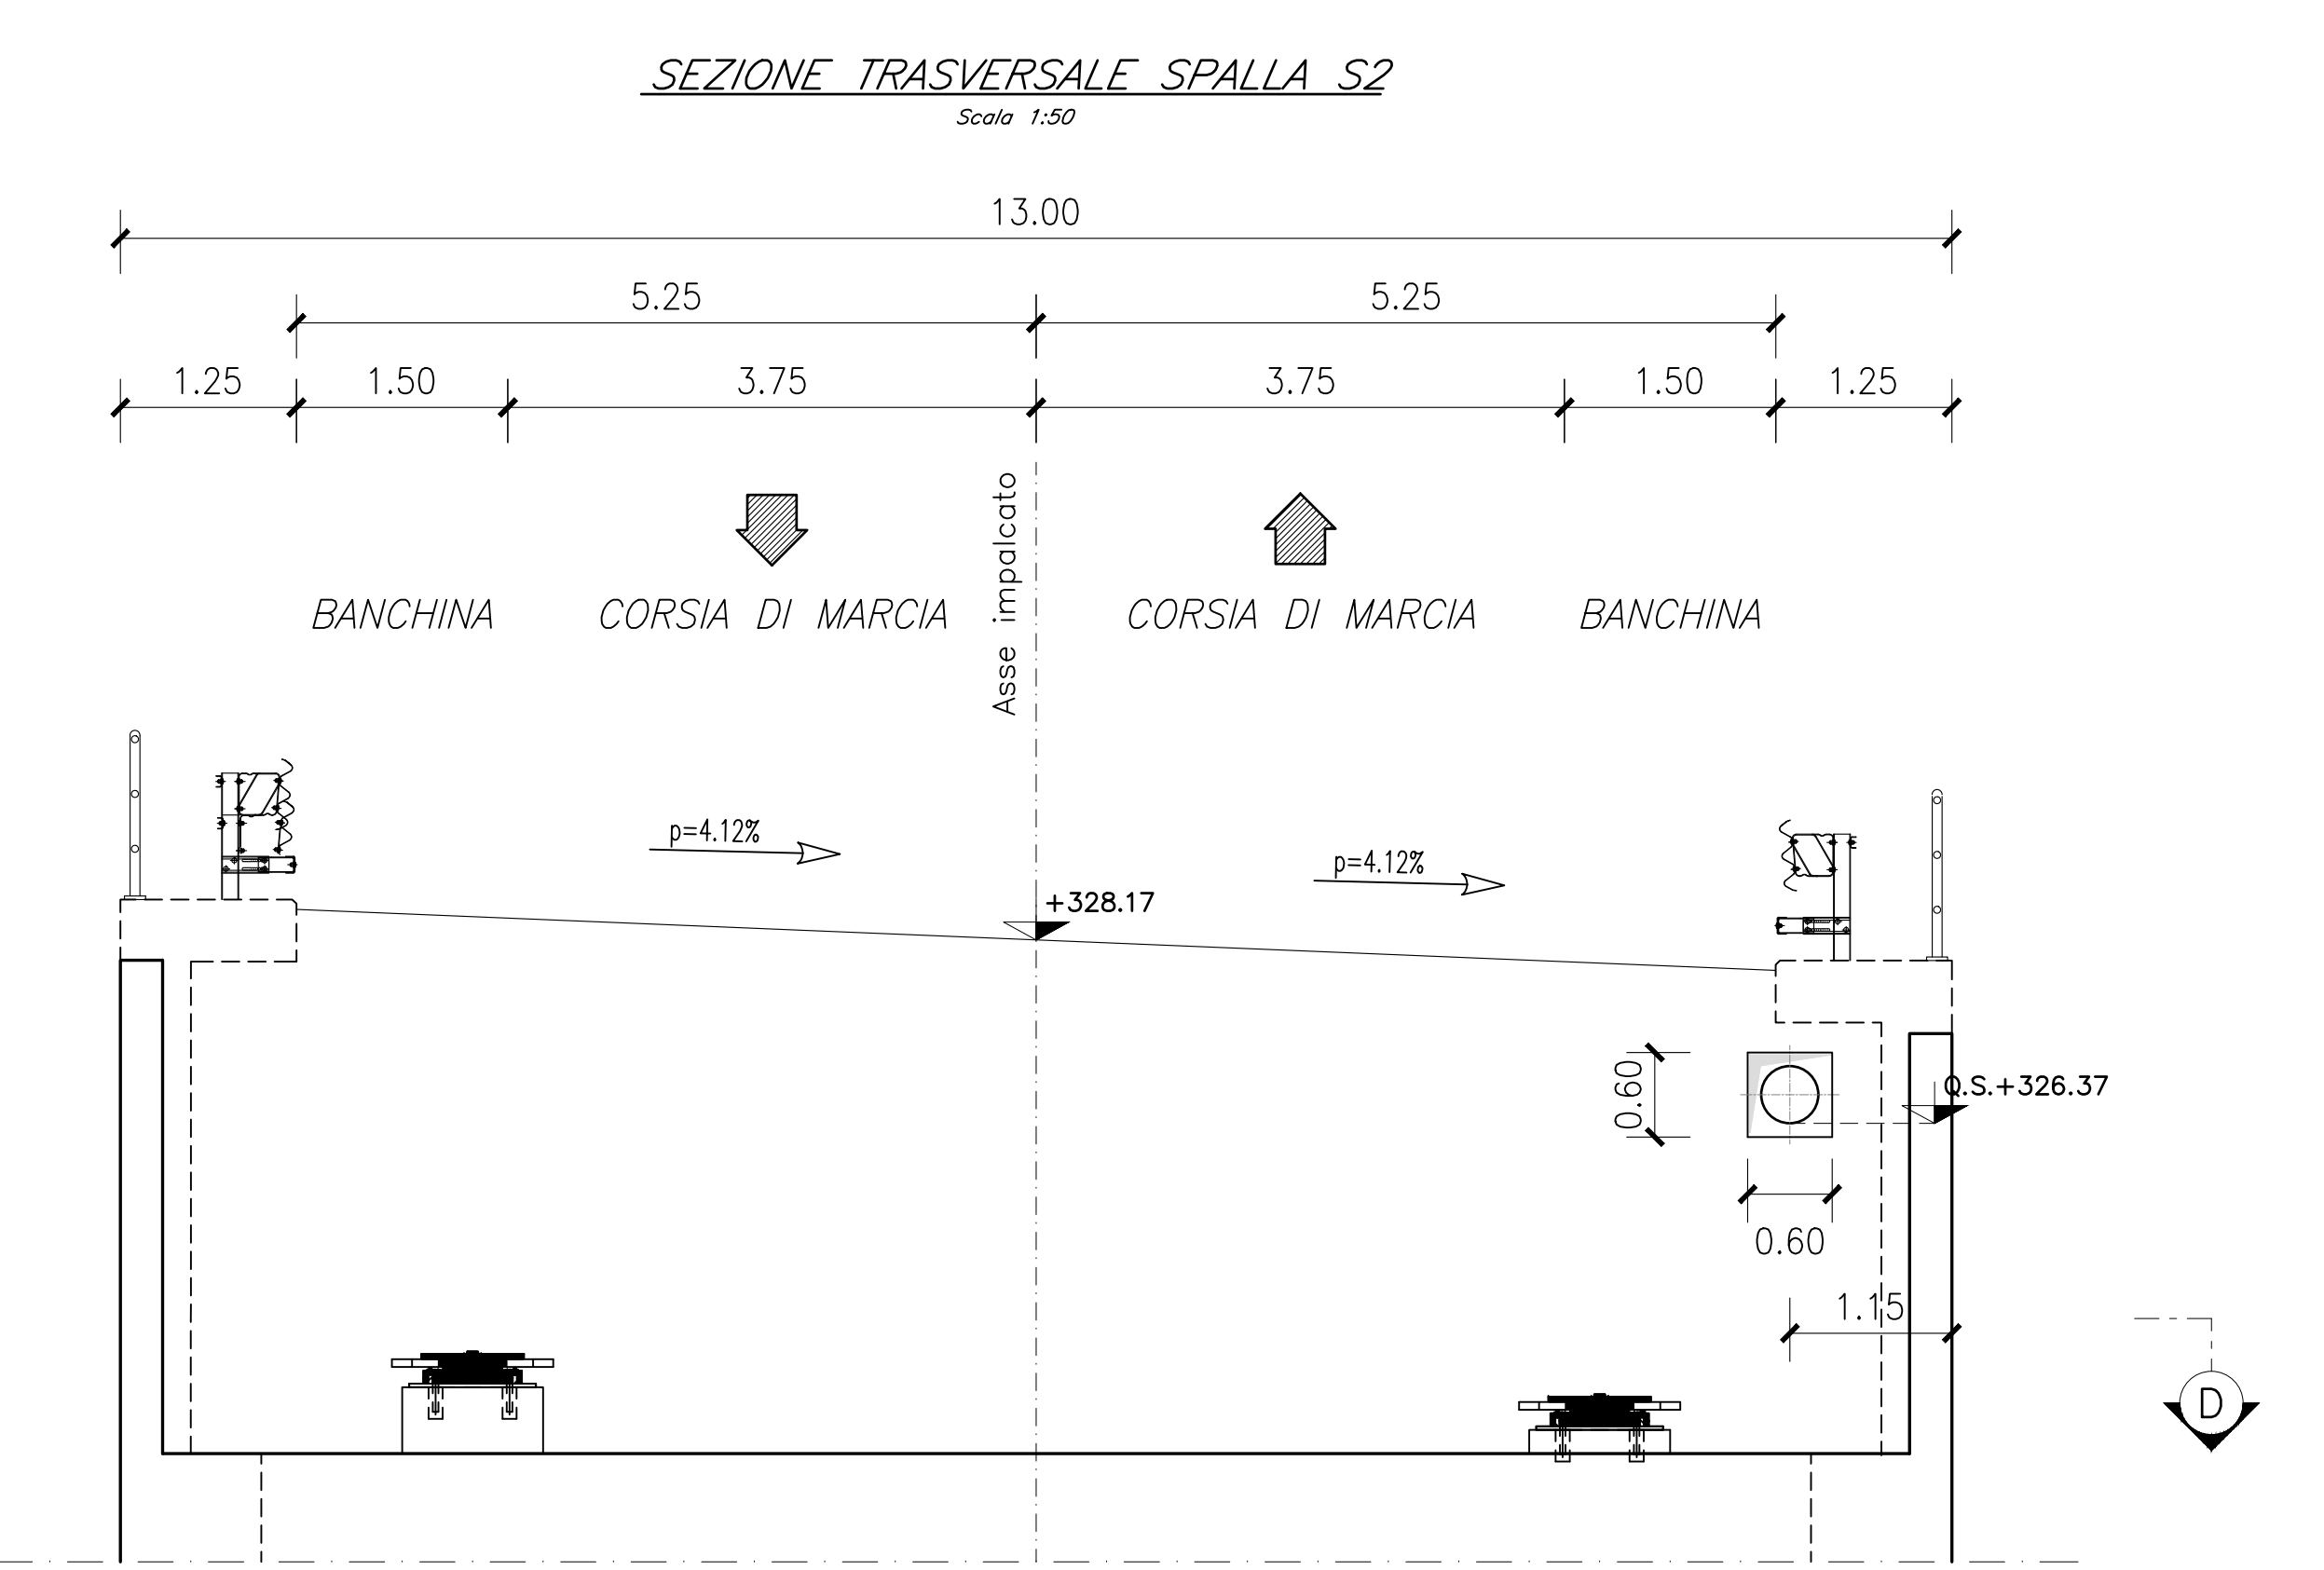 SEZIONE TRASVERSALE SPALLA S2
Scala 1:50
13.00
5.25 5.25
1.25 1.50 3.75 3.75 1.50 1.25
Asse impalcato
BANCHINA CORSIA DI MARCIA CORSIA DI MARCIA BANCHINA
p=4.12%
p=4.12%
+328.17
0.60
Q.S.+326.37
0.60
1.15
D